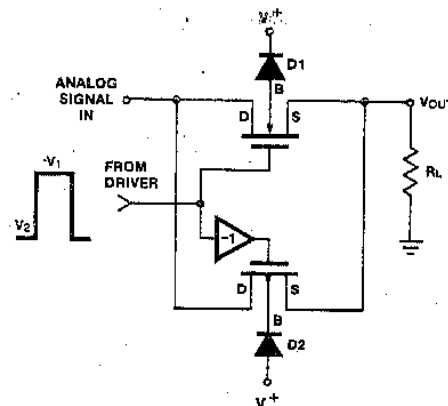 V+
D1
B
ANALOG
SIGNAL
IN
D
S
VOUT
RL
-V1
V2
FROM
DRIVER
-1
D
S
B
D2
V+